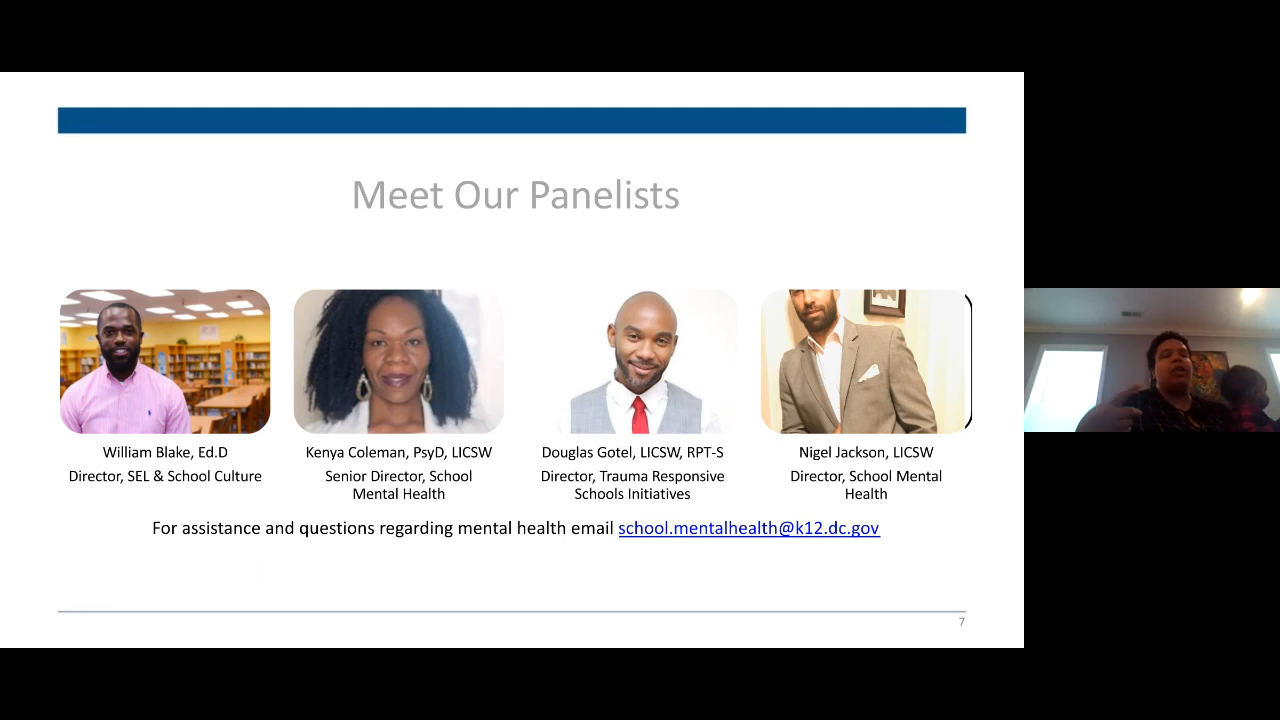 Meet Our Panelists
William Blake, Ed.D
Director, SEL & School Culture
Kenya Coleman, PsyD, LICSW
Senior Director, School
Mental Health
Douglas Gotel, LICSW, RPT-S
Director, Trauma Responsive
Schools Initiatives
Nigel Jackson, LICSW
Director, School Mental
Health
For assistance and questions regarding mental health email school.mentalhealth@k12.dc.gov
7